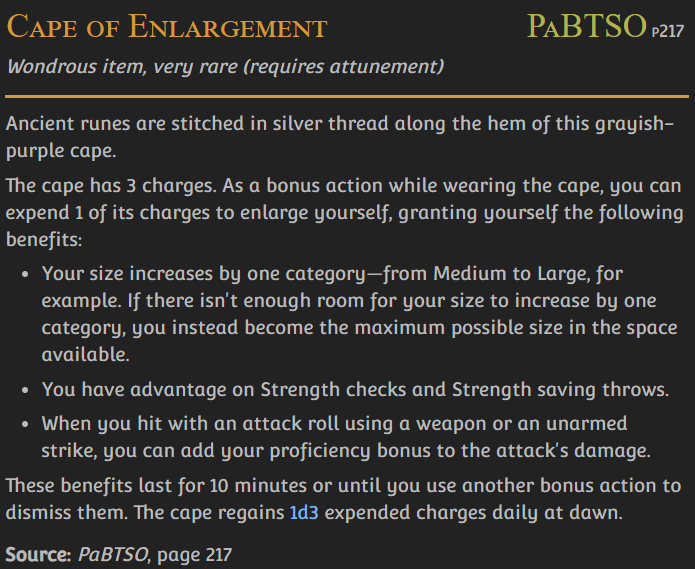 Cape of Enlargement PaBTSO p217
Wondrous item, very rare (requires attunement)
Ancient runes are stitched in silver thread along the hem of this grayish-
purple cape.
The cape has 3 charges. As a bonus action while wearing the cape, you can
expend 1 of its charges to enlarge yourself, granting yourself the following
benefits:
• Your size increases by one category—from Medium to Large, for
example. If there isn't enough room for your size to increase by one
category, you instead become the maximum possible size in the space
available.
• You have advantage on Strength checks and Strength saving throws.
• When you hit with an attack roll using a weapon or an unarmed
strike, you can add your proficiency bonus to the attack's damage.
These benefits last for 10 minutes or until you use another bonus action to
dismiss them. The cape regains 1d3 expended charges daily at dawn.
Source: PaBTSO, page 217